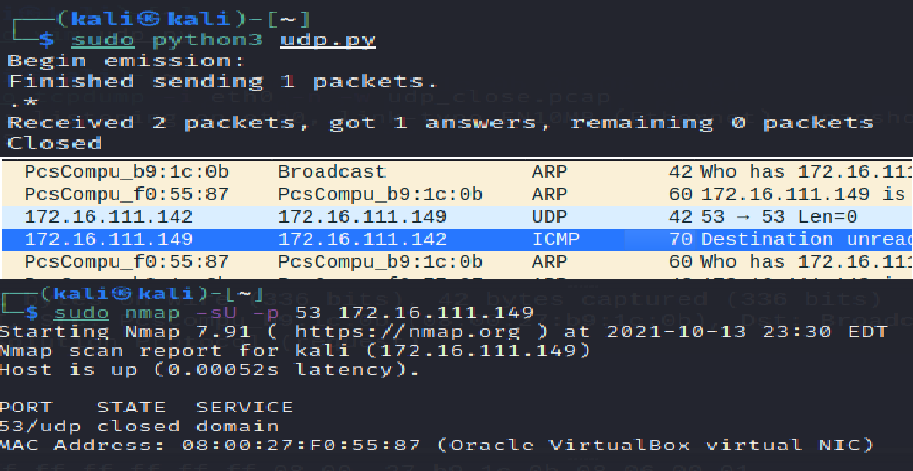 (kali㉿kali)-[~]
$ sudo python3 udp.py
Begin emission:
Finished sending 1 packets.
.*
Received 2 packets, got 1 answers, remaining 0 packets
Closed
PcsCompu_b9:1c:0b Broadcast ARP 42 Who has 172.16.111
PcsCompu_f0:55:87 PcsCompu_b9:1c:0b ARP 60 172.16.111.149 is
172.16.111.142 172.16.111.149 UDP 42 53 → 53 Len=0
172.16.111.149 172.16.111.142 ICMP 70 Destination unreac
PcsCompu_f0:55:87 PcsCompu_b9:1c:0b ARP 60 Who has 172.16.111
(kali㉿kali)-[~]
$ sudo nmap -sU -p 53 172.16.111.149
Starting Nmap 7.91 ( https://nmap.org ) at 2021-10-13 23:30 EDT
Nmap scan report for kali (172.16.111.149)
Host is up (0.00052s latency).
PORT STATE SERVICE
53/udp closed domain
MAC Address: 08:00:27:F0:55:87 (Oracle VirtualBox virtual NIC)